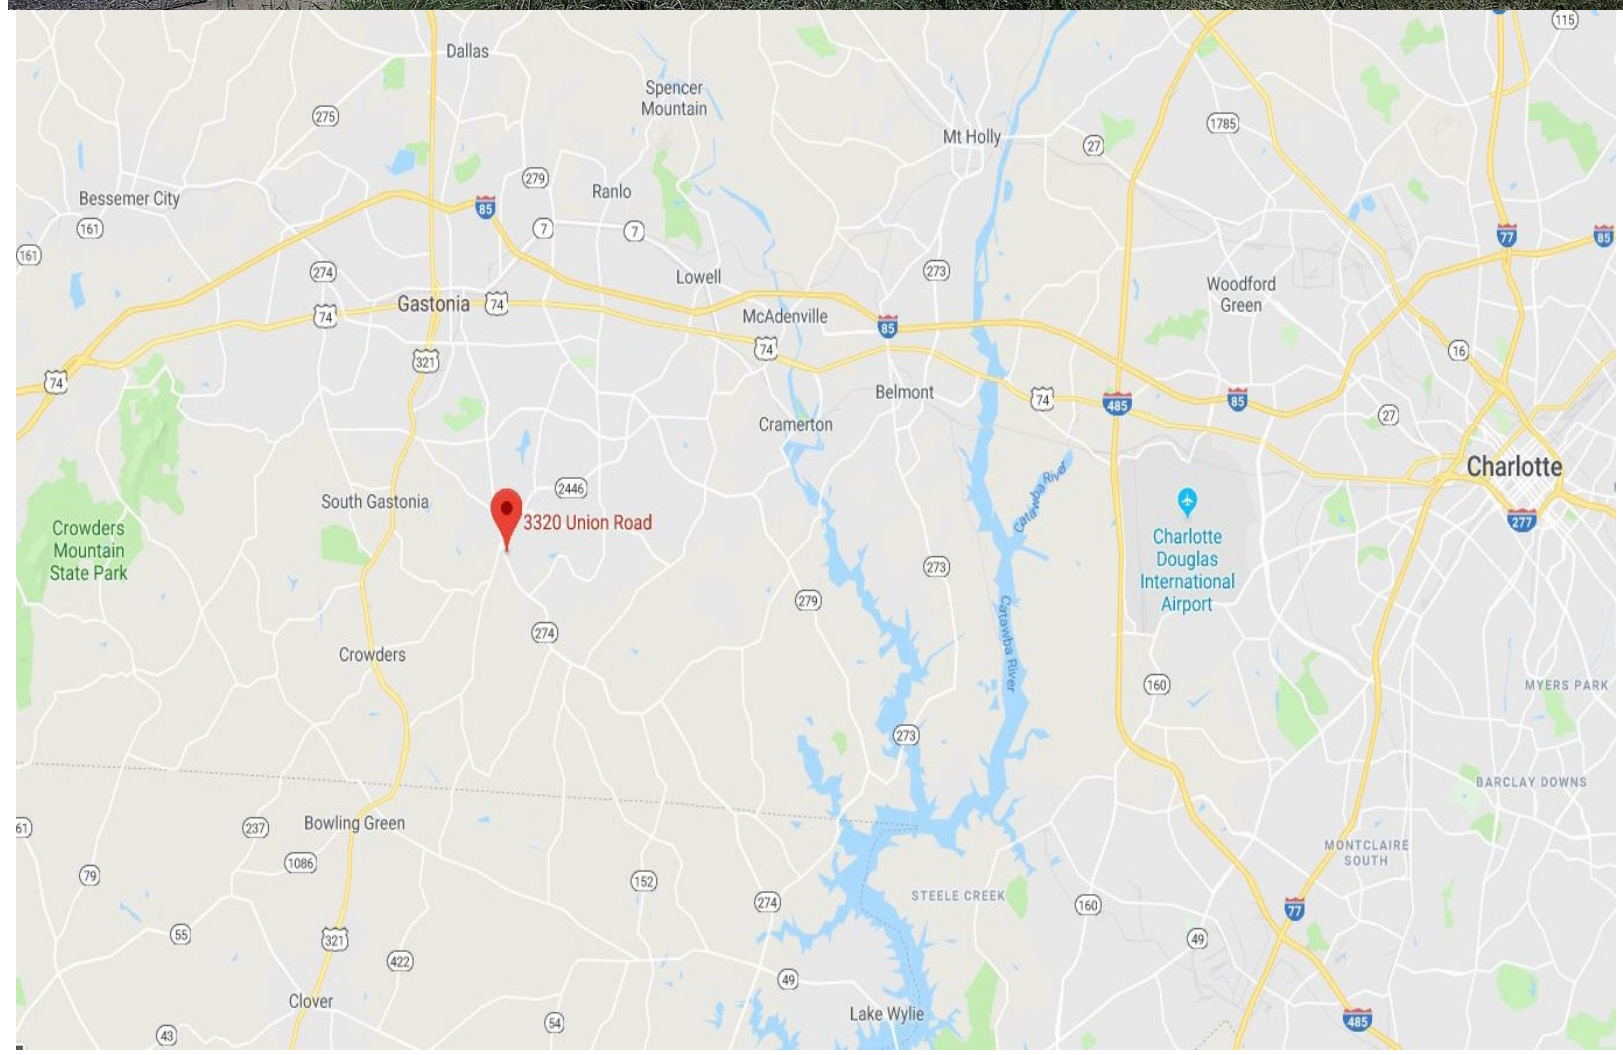 115
Dallas
Spencer
Mountain
275
1785
Mt Holly
27
279
Ranlo
Bessemer City
85
161
7
7
77
85
161
274
Lowell
273
Woodford
Green
Gastonia
74
74
McAdenville
85
74
16
321
74
Belmont
74
485
85
27
Cramerton
Charlotte
Catawba River
2446
South Gastonia
3320 Union Road
277
Crowders
Mountain
State Park
Charlotte
Douglas
International
Airport
273
279
Catawba River
274
Crowders
160
MYERS PARK
273
BARCLAY DOWNS
61
237
Bowling Green
MONTCLAIRE
SOUTH
1086
79
152
STEELE CREEK
274
160
77
55
321
49
422
49
Clover
Lake Wylie
54
485
43